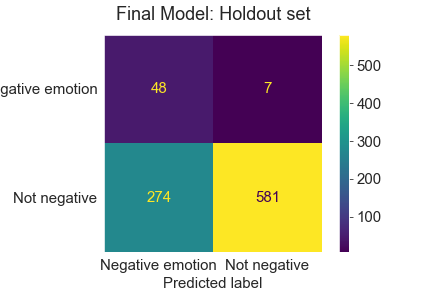 Final Model: Holdout set
gative emotion
48
7
500
400
300
200
100
Not negative
274
581
Negative emotion
Not negative
Predicted label